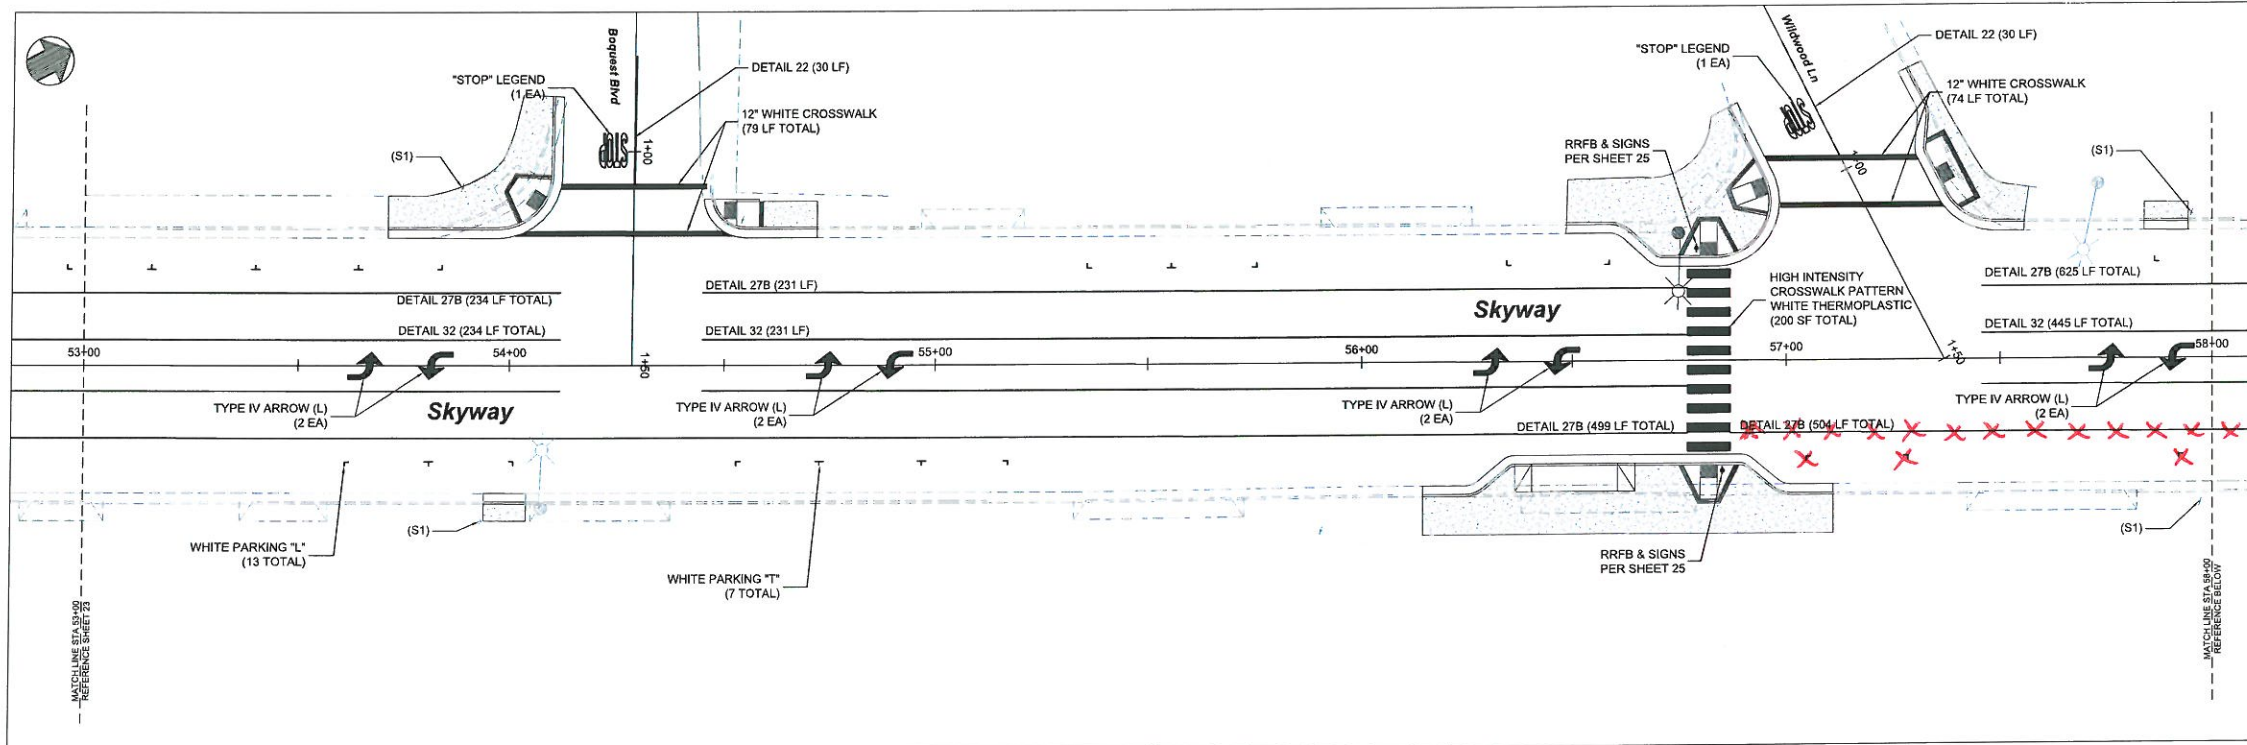 Boquest Blvd
"STOP" LEGEND
(1 EA)
DETAIL 22 (30 LF)
12" WHITE CROSSWALK
(79 LF TOTAL)
(S1)
STOP
1+00
Wildwood Ln
"STOP" LEGEND
(1 EA)
DETAIL 22 (30 LF)
12" WHITE CROSSWALK
(74 LF TOTAL)
STOP
RRFB & SIGNS
PER SHEET 25
1+00
(S1)
DETAIL 27B (234 LF TOTAL)
DETAIL 27B (231 LF)
Skyway
HIGH INTENSITY
CROSSWALK PATTERN
WHITE THERMOPLASTIC
(200 SF TOTAL)
DETAIL 27B (625 LF TOTAL)
DETAIL 32 (234 LF TOTAL)
DETAIL 32 (231 LF)
DETAIL 32 (445 LF TOTAL)
53+00
54+00
1+50
55+00
56+00
57+00
1+50
58+00
TYPE IV ARROW (L)
(2 EA)
Skyway
TYPE IV ARROW (L)
(2 EA)
TYPE IV ARROW (L)
(2 EA)
TYPE IV ARROW (L)
(2 EA)
DETAIL 27B (499 LF TOTAL)
DETAIL 27B (504 LF TOTAL)
WHITE PARKING "L"
(13 TOTAL)
(S1)
WHITE PARKING "T"
(7 TOTAL)
RRFB & SIGNS
PER SHEET 25
(S1)
MATCH LINE STA 53+00
REFERENCE SHEET 23
MATCH LINE STA 58+00
REFERENCE BELOW